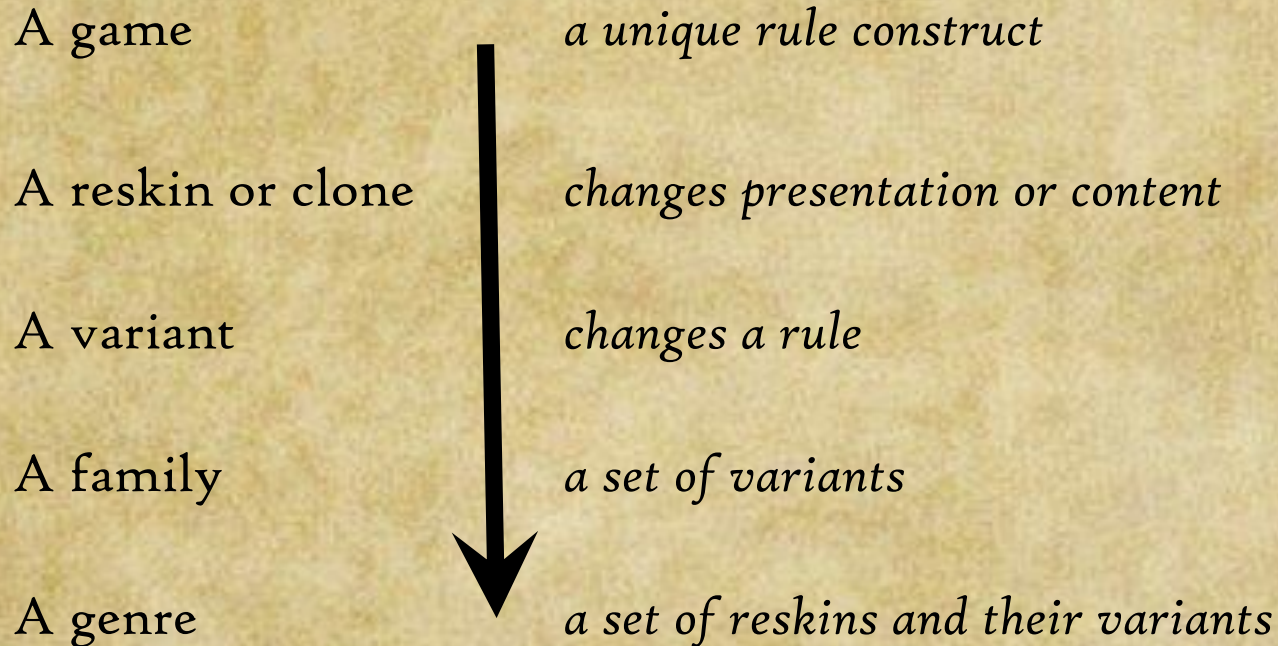 A game a unique rule construct
A reskin or clone changes presentation or content
A variant changes a rule
A family a set of variants
A genre a set of reskins and their variants